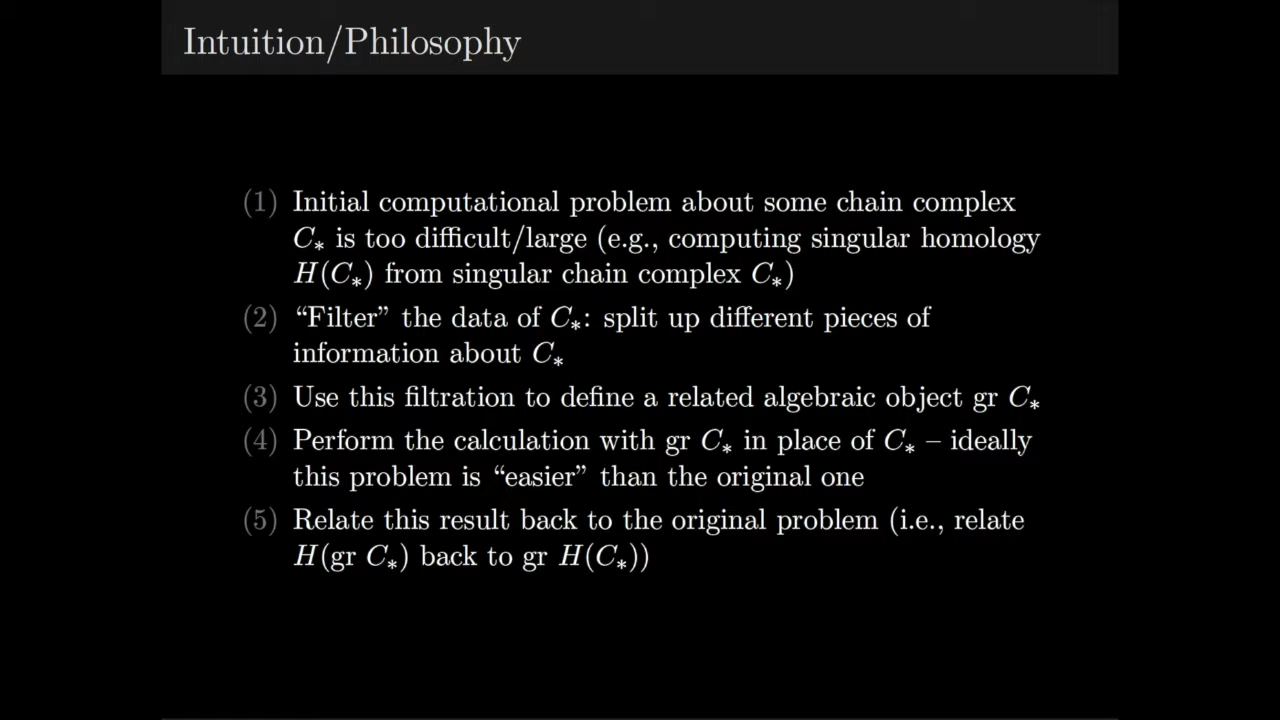 Intuition/Philosophy
(1) Initial computational problem about some chain complex
C∗ is too difficult/large (e.g., computing singular homology
H(C∗) from singular chain complex C∗)
(2) “Filter” the data of C∗: split up different pieces of
information about C∗
(3) Use this filtration to define a related algebraic object gr C∗
(4) Perform the calculation with gr C∗ in place of C∗ – ideally
this problem is “easier” than the original one
(5) Relate this result back to the original problem (i.e., relate
H(gr C∗) back to gr H(C∗))